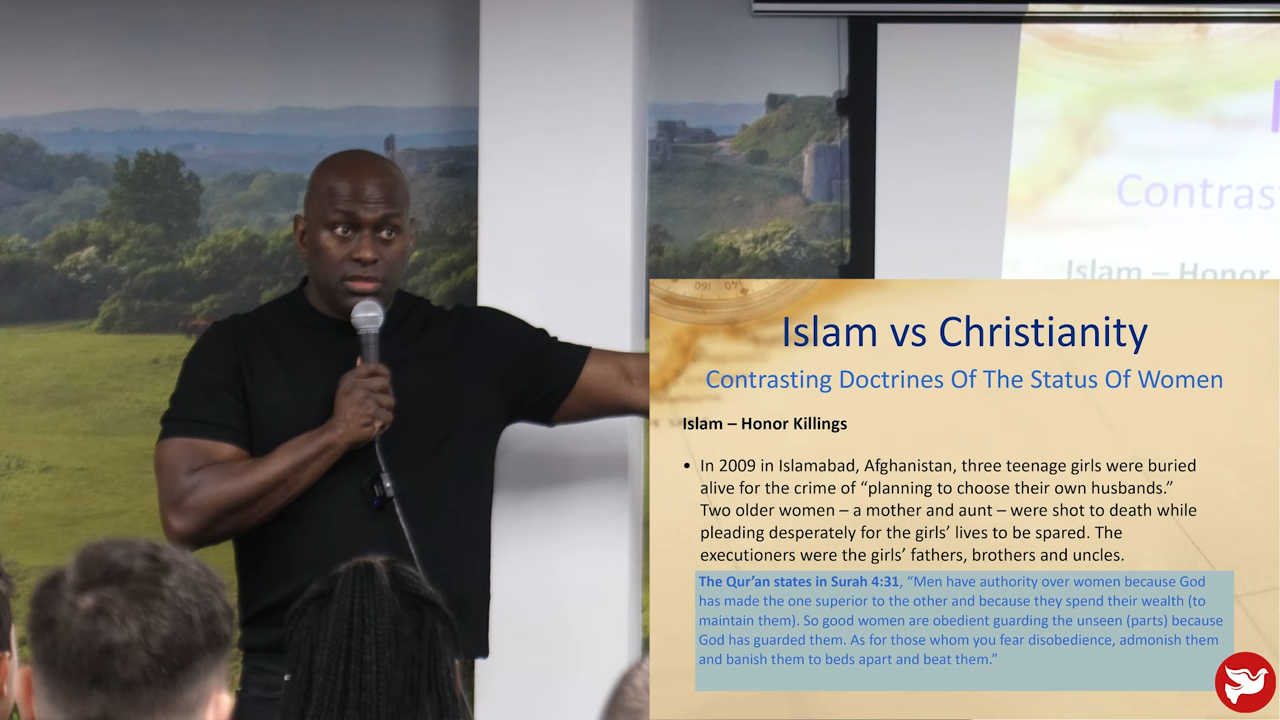 Contras
Islam – Honor
160
Islam vs Christianity
Contrasting Doctrines Of The Status Of Women
Islam – Honor Killings
• In 2009 in Islamabad, Afghanistan, three teenage girls were buried
alive for the crime of “planning to choose their own husbands.”
Two older women – a mother and aunt – were shot to death while
pleading desperately for the girls’ lives to be spared. The
executioners were the girls’ fathers, brothers and uncles.
The Qur’an states in Surah 4:31, “Men have authority over women because God
has made the one superior to the other and because they spend their wealth (to
maintain them). So good women are obedient guarding the unseen (parts) because
God has guarded them. As for those whom you fear disobedience, admonish them
and banish them to beds apart and beat them.”